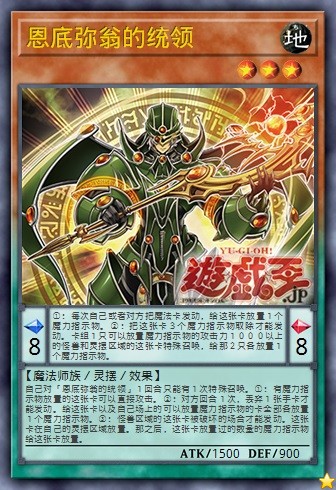 恩底弥翁的统领
地
YU-GI-OH!
遊戯王
.JP
8
8
①：每次自己或者对方把魔法卡发动，给这张卡放置１个
魔力指示物。②：把这张卡３个魔力指示物取除才能发
动。卡组１只可以放置魔力指示物的攻击力１０００以上
的怪兽和灵摆区域的这张卡特殊召唤，给那２只各放置１
个魔力指示物。
【魔法师族／灵摆／效果】
自己对「恩底弥翁的统领」１回合只能有１次特殊召唤。①：有魔力指
示物放置的这张卡可以直接攻击。②：对方回合１次，丢弃１张手卡才
能发动。给这张卡以及自己场上的可以放置魔力指示物的卡全部各放置
１个魔力指示物。③：怪兽区域的这张卡被破坏的场合才能发动。这张
卡在自己的灵摆区域放置。那之后，这张卡放置过的数量的魔力指示物
给这张卡放置。
ATK/1500 DEF/900